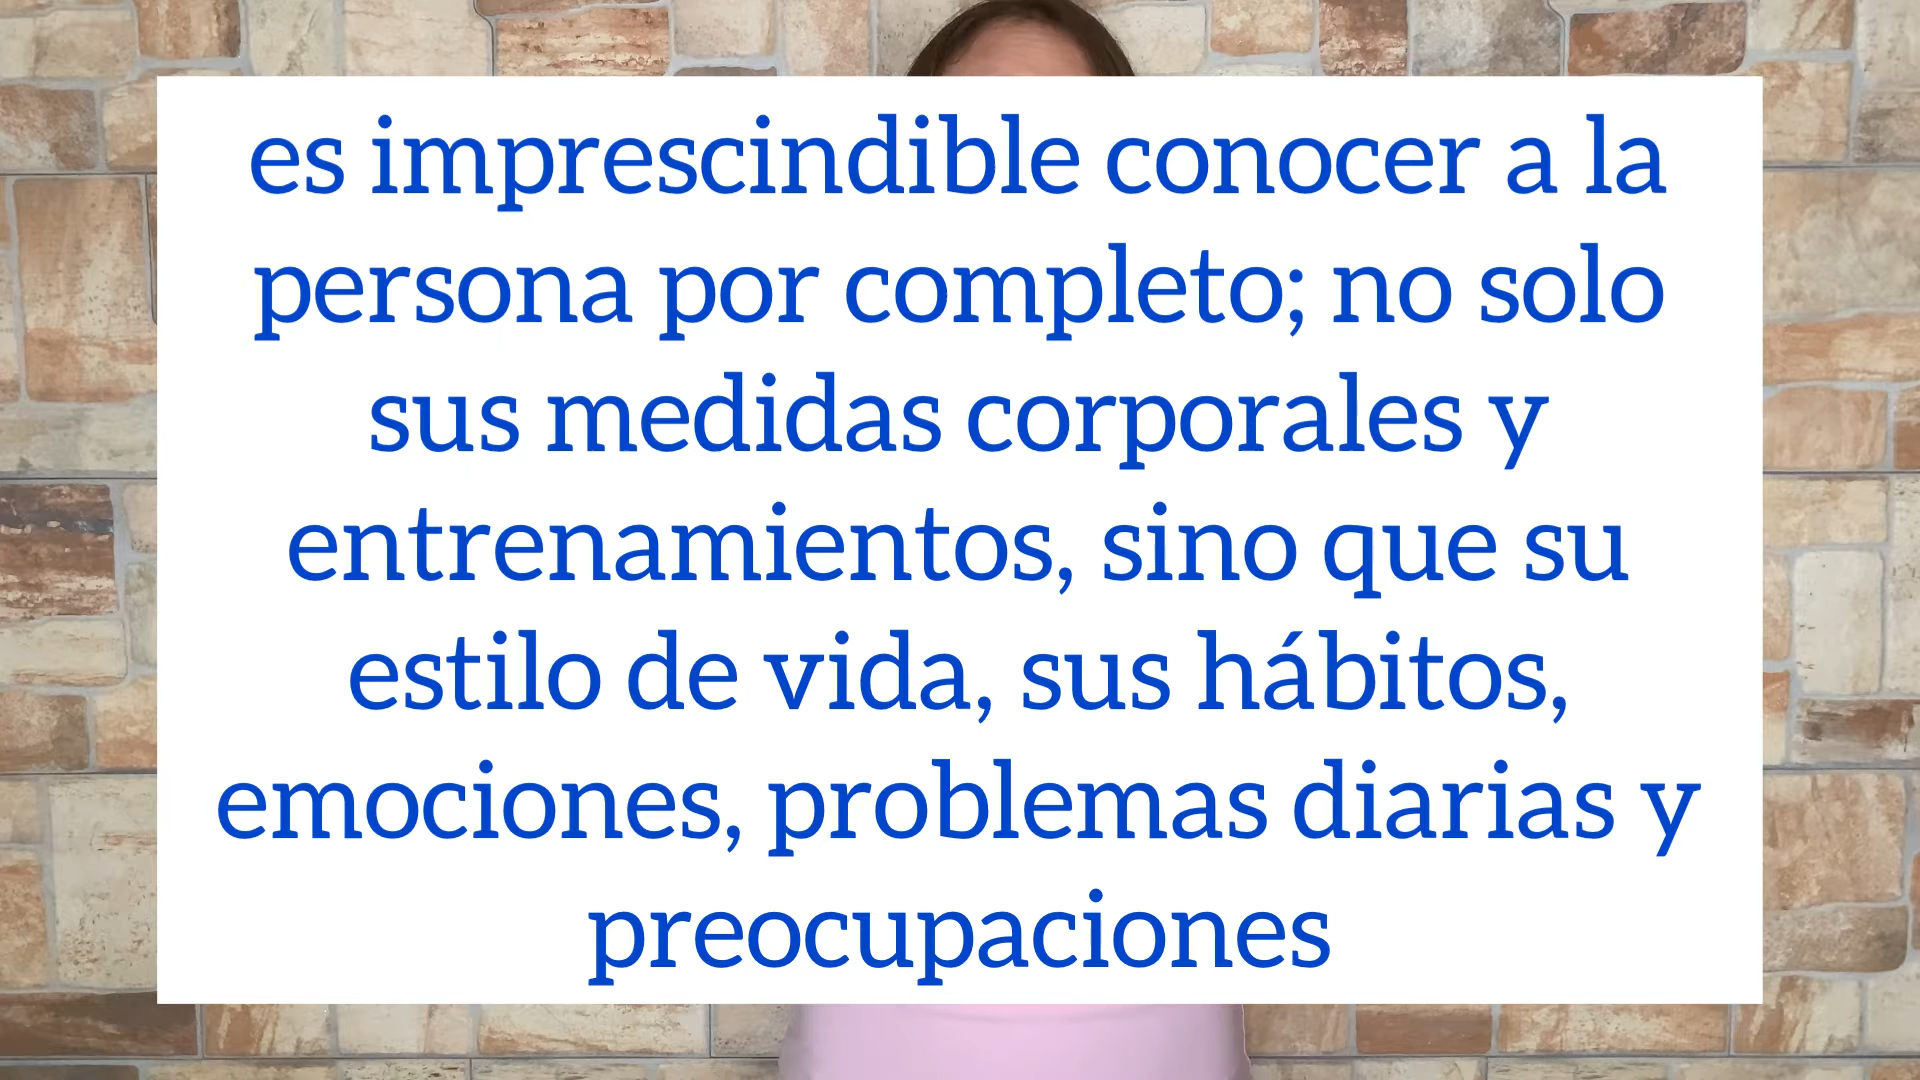 es imprescindible conocer a la
persona por completo; no solo
sus medidas corporales y
entrenamientos, sino que su
estilo de vida, sus hábitos,
emociones, problemas diarias y
preocupaciones